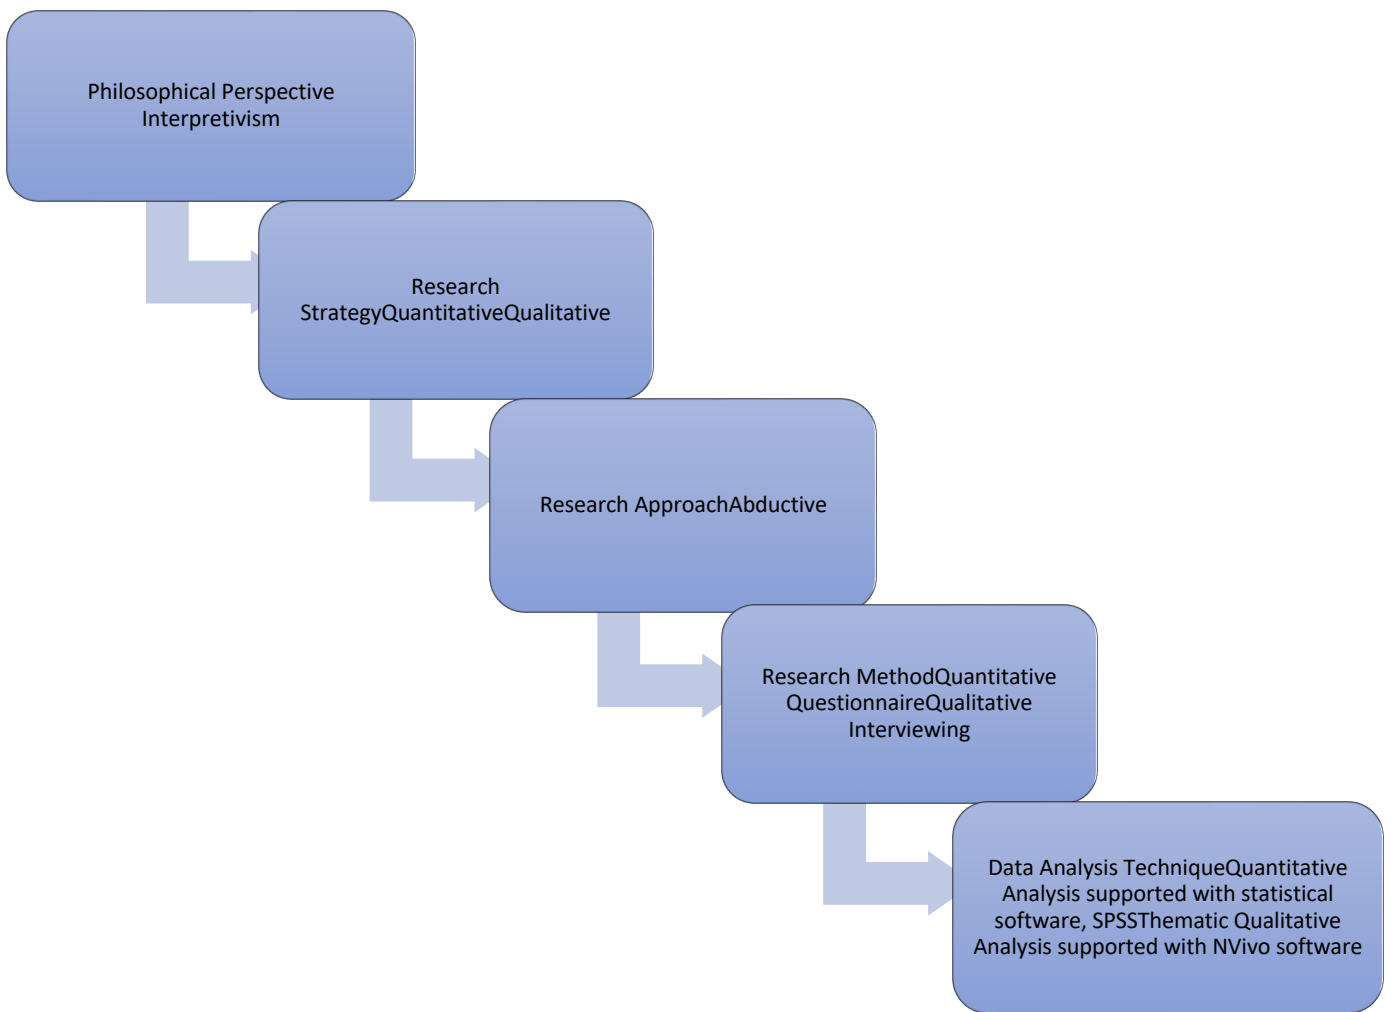 Philosophical Perspective
Interpretivism
Research
StrategyQuantitativeQualitative
Research ApproachAbductive
Research MethodQuantitative
QuestionnaireQualitative
Interviewing
Data Analysis TechniqueQuantitative
Analysis supported with statistical
software, SPSSThematic Qualitative
Analysis supported with NVivo software